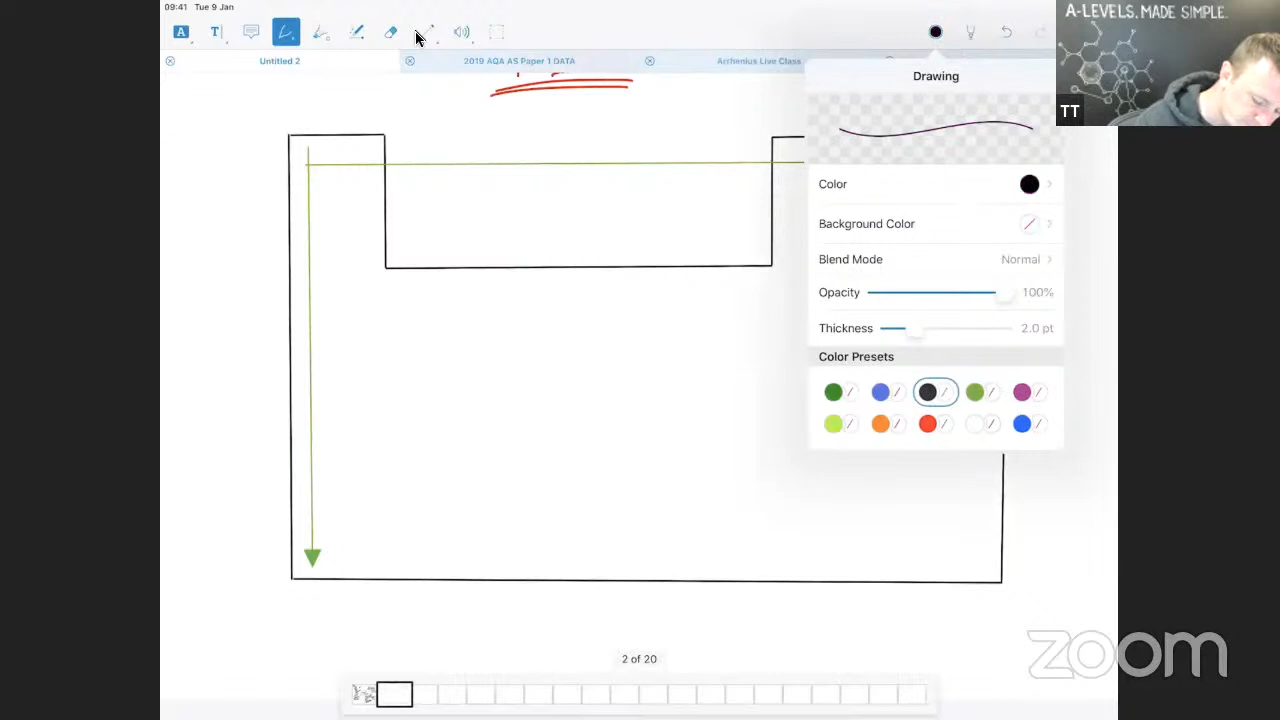 09:41 Tue 9 Jan
A-LEVELS. MADE SIMPLE.
A
T
TT
Untitled 2
2019 AQA AS Paper 1 DATA
Arrhenius Live Class
Drawing
Color
Background Color
Blend Mode Normal
Opacity 100%
Thickness 2.0 pt
Color Presets
2 of 20
zoom